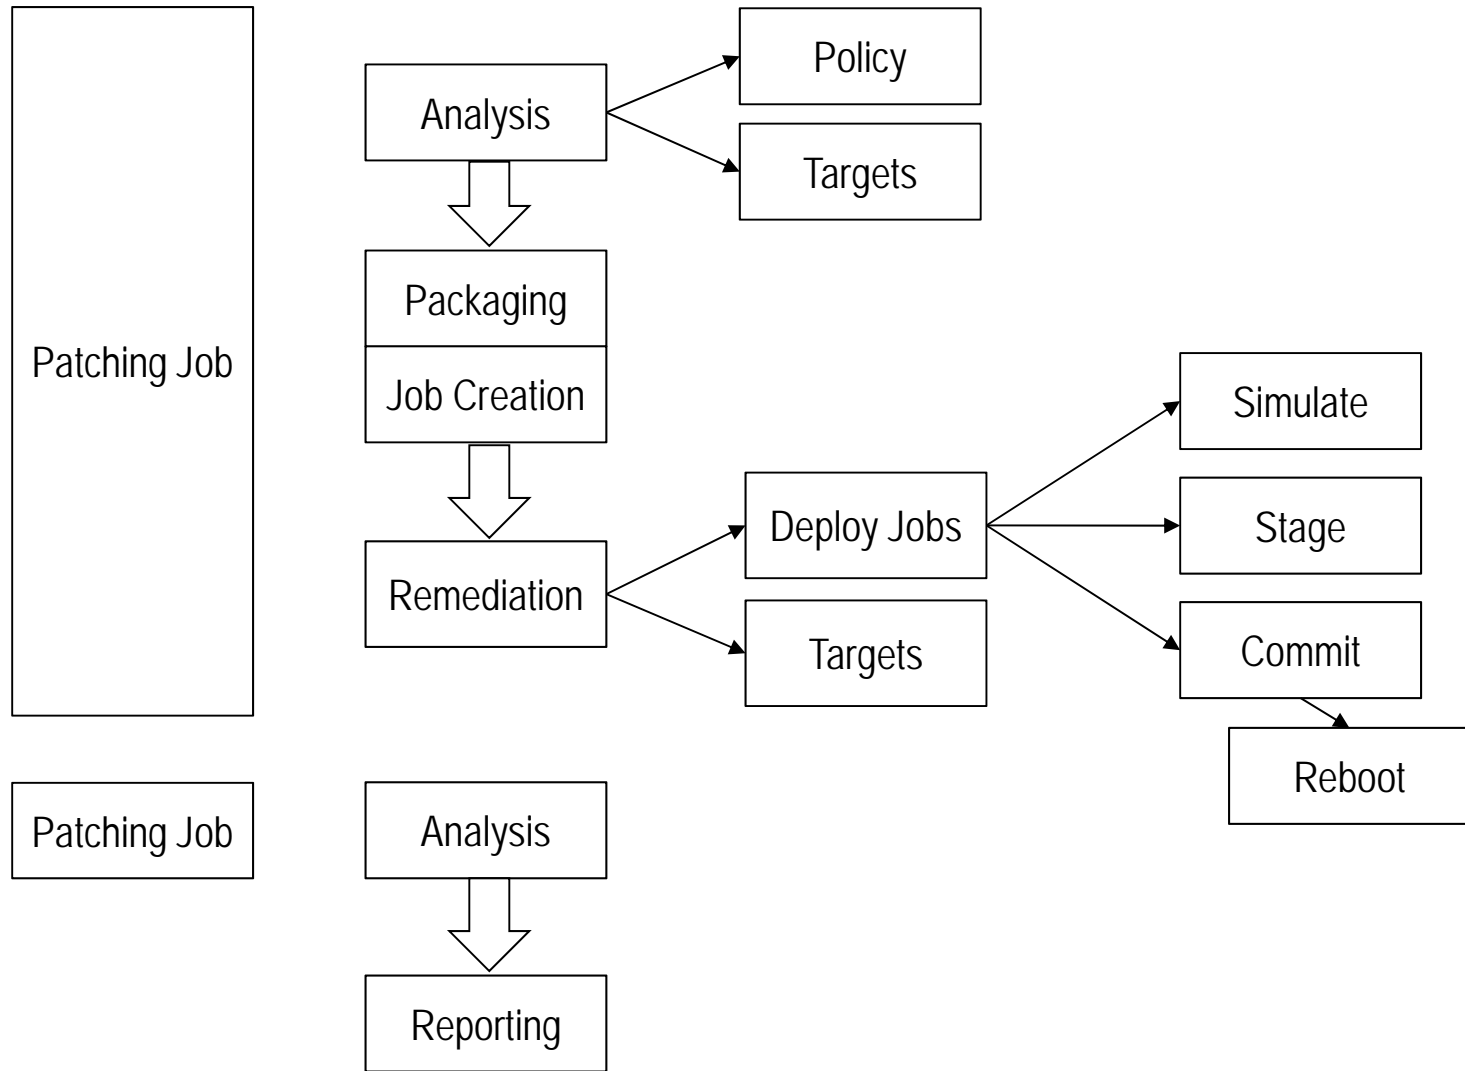 Policy
Analysis
Targets
Packaging
Patching Job
Job Creation
Simulate
Deploy Jobs
Stage
Remediation
Targets
Commit
Reboot
Patching Job
Analysis
Reporting